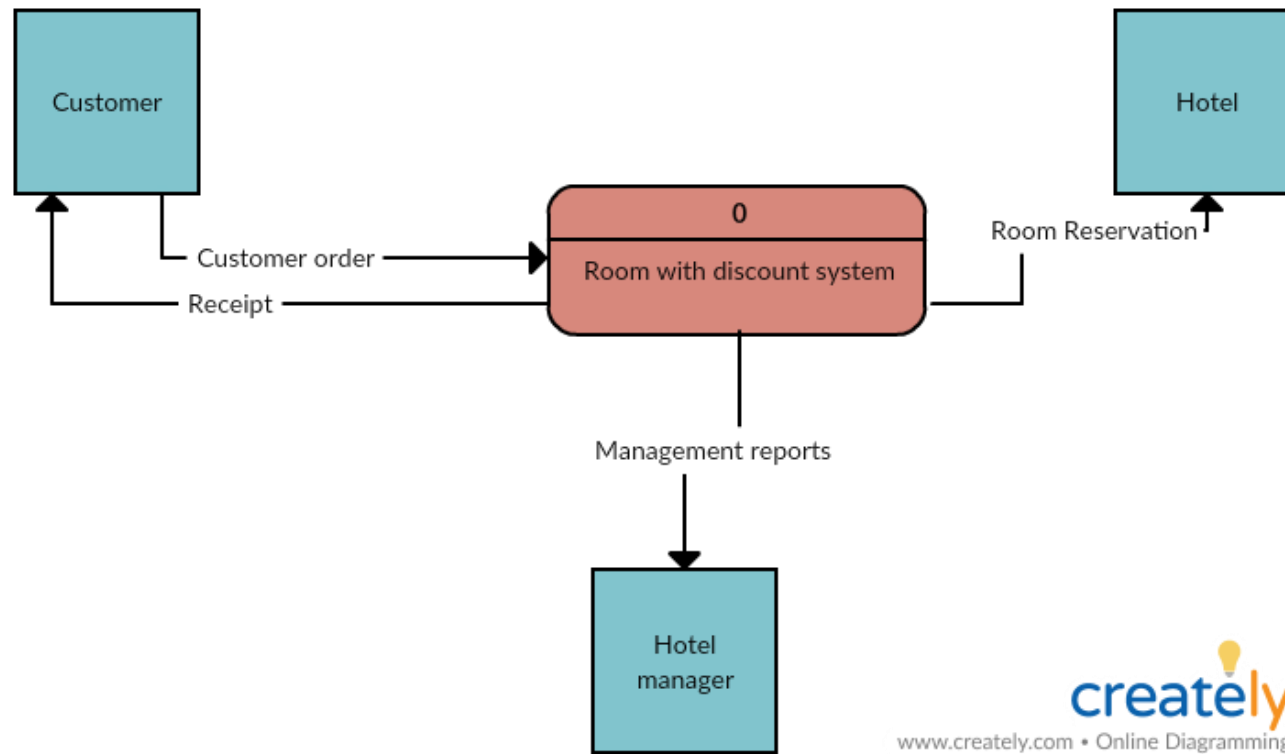 Customer
Hotel
0
Room with discount system
Room Reservation
Customer order
Receipt
Management reports
Hotel
manager
creately
www.creately.com • Online Diagramming